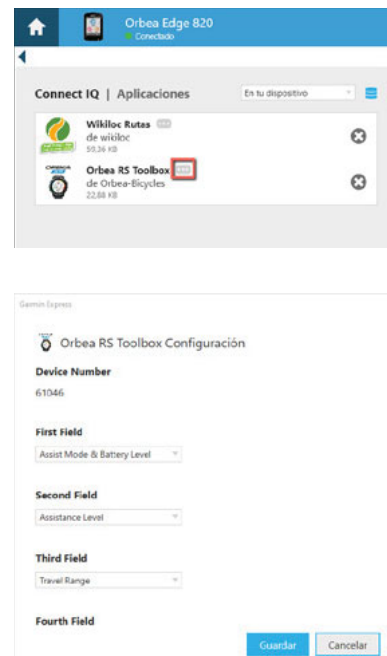 Orbea Edge 820
Conectado
Connect IQ | Aplicaciones
En tu dispositivo
Wikiloc Rutas
de wikiloc
59,36 KB
Orbea RS Toolbox
de Orbea-Bicycles
22,88 KB
Garmin Express
Orbea RS Toolbox Configuración
Device Number
61046
First Field
Assist Mode & Battery Level
Second Field
Assistance Level
Third Field
Travel Range
Fourth Field
Guardar
Cancelar